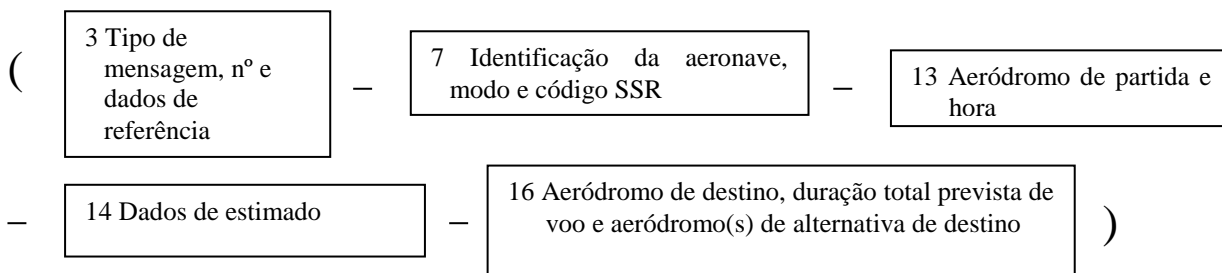 (
3 Tipo de
mensagem, nº e
dados de
referência
–
7 Identificação da aeronave,
modo e código SSR
–
13 Aeródromo de partida e
hora
–
14 Dados de estimado
–
16 Aeródromo de destino, duração total prevista de
voo e aeródromo(s) de alternativa de destino
)